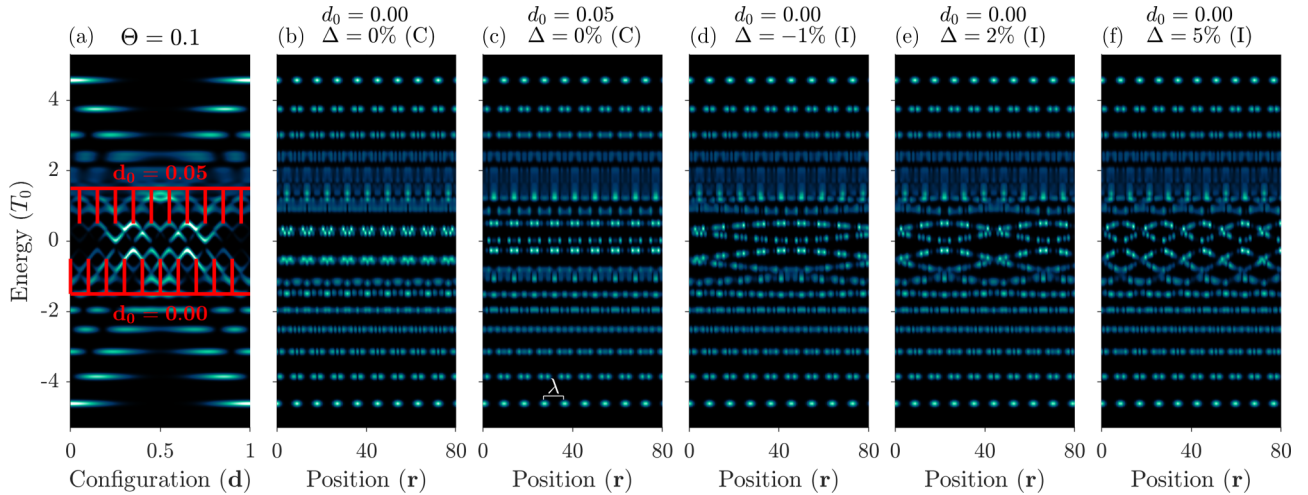 (a) Θ = 0.1
(b) d₀ = 0.00
Δ = 0% (C)
(c) d₀ = 0.05
Δ = 0% (C)
(d) d₀ = 0.00
Δ = −1% (I)
(e) d₀ = 0.00
Δ = 2% (I)
(f) d₀ = 0.00
Δ = 5% (I)
Energy (T₀)
4
2
0
-2
-4
d₀ = 0.05
d₀ = 0.00
λ
0 0.5 1
0 40 80
0 40 80
0 40 80
0 40 80
0 40 80
Configuration (d)
Position (r)
Position (r)
Position (r)
Position (r)
Position (r)